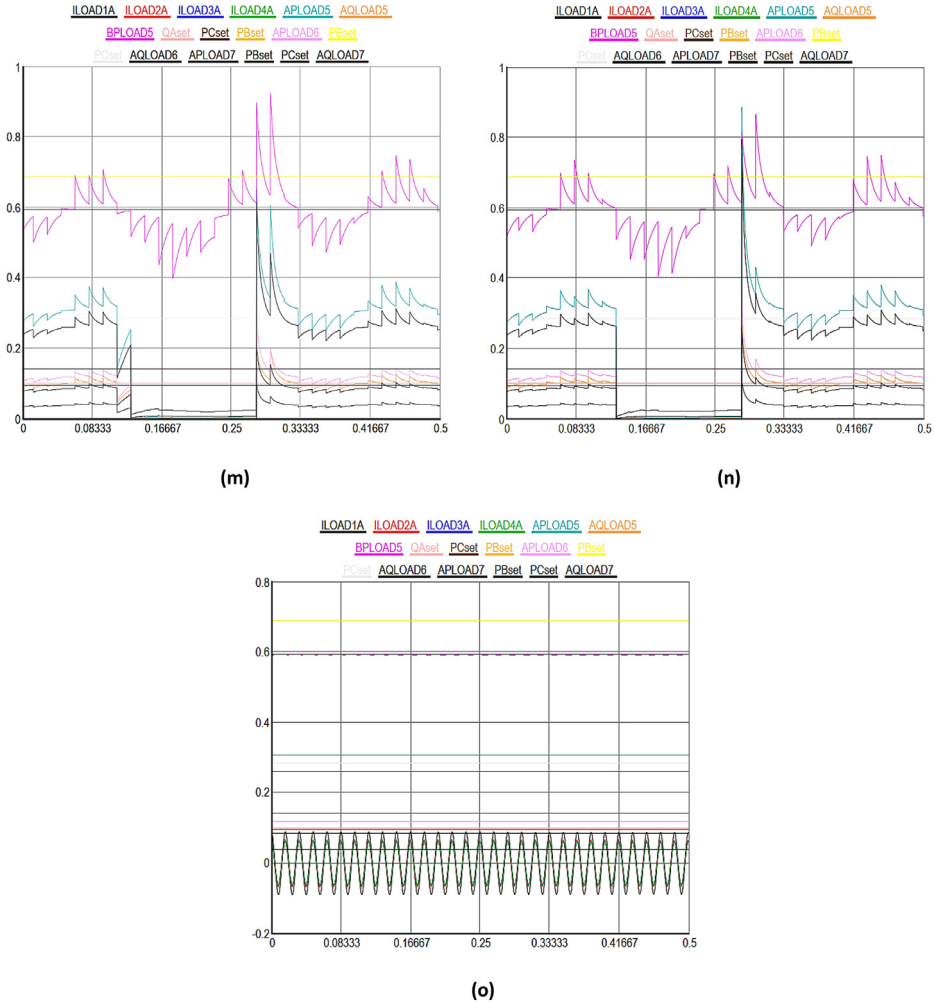 ILOAD1A ILOAD2A ILOAD3A ILOAD4A APLOAD5 AQLOAD5
BPLOAD5 QAset PCset PBset APLOAD6 PBset
PCset AQLOAD6 APLOAD7 PBset PCset AQLOAD7
1
0.8
0.6
0.4
0.2
0
0 0.08333 0.16667 0.25 0.33333 0.41667 0.5
(m)
ILOAD1A ILOAD2A ILOAD3A ILOAD4A APLOAD5 AQLOAD5
BPLOAD5 QAset PCset PBset APLOAD6 PBset
PCset AQLOAD6 APLOAD7 PBset PCset AQLOAD7
1
0.8
0.6
0.4
0.2
0
0 0.08333 0.16667 0.25 0.33333 0.41667 0.5
(n)
ILOAD1A ILOAD2A ILOAD3A ILOAD4A APLOAD5 AQLOAD5
BPLOAD5 QAset PCset PBset APLOAD6 PBset
PCset AQLOAD6 APLOAD7 PBset PCset AQLOAD7
0.8
0.6
0.4
0.2
0
-0.2
0 0.08333 0.16667 0.25 0.33333 0.41667 0.5
(o)